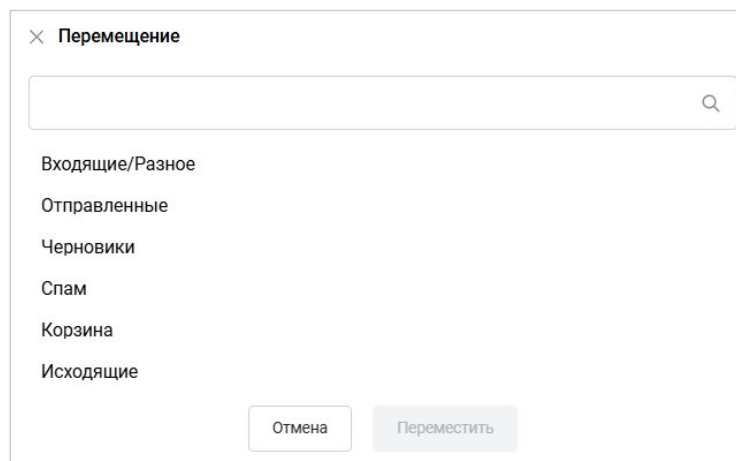 Перемещение
Входящие/Разное
Отправленные
Черновики
Спам
Корзина
Исходящие
Отмена Переместить